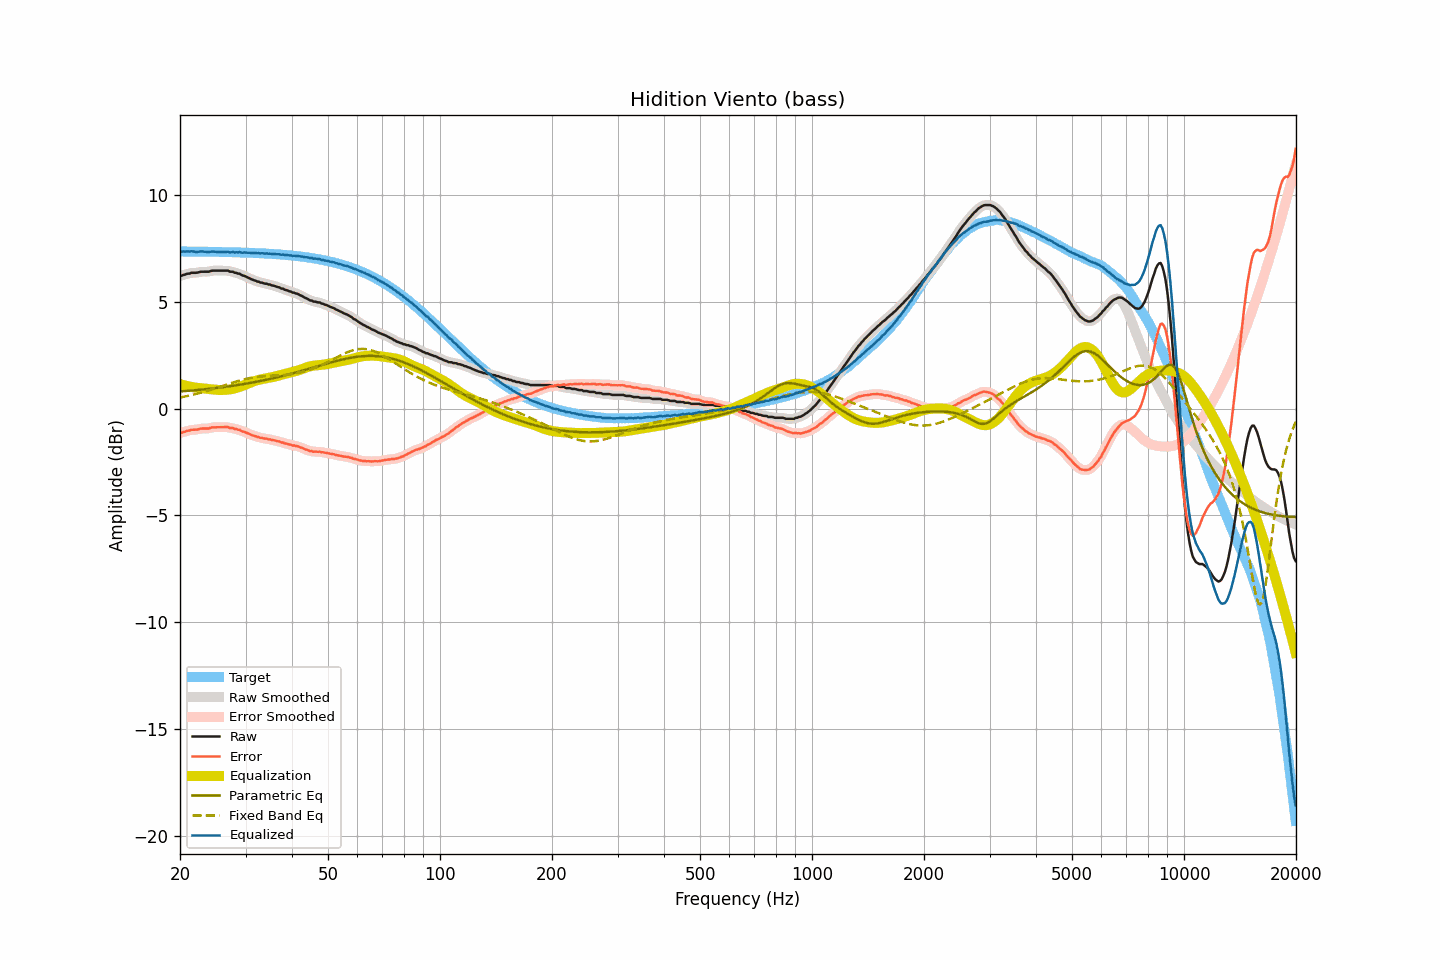 Hidition Viento (bass)
Amplitude (dBr)
10
5
0
−5
−10
−15
−20
Target
Raw Smoothed
Error Smoothed
Raw
Error
Equalization
Parametric Eq
Fixed Band Eq
Equalized
20 50 100 200 500 1000 2000 5000 10000 20000
Frequency (Hz)